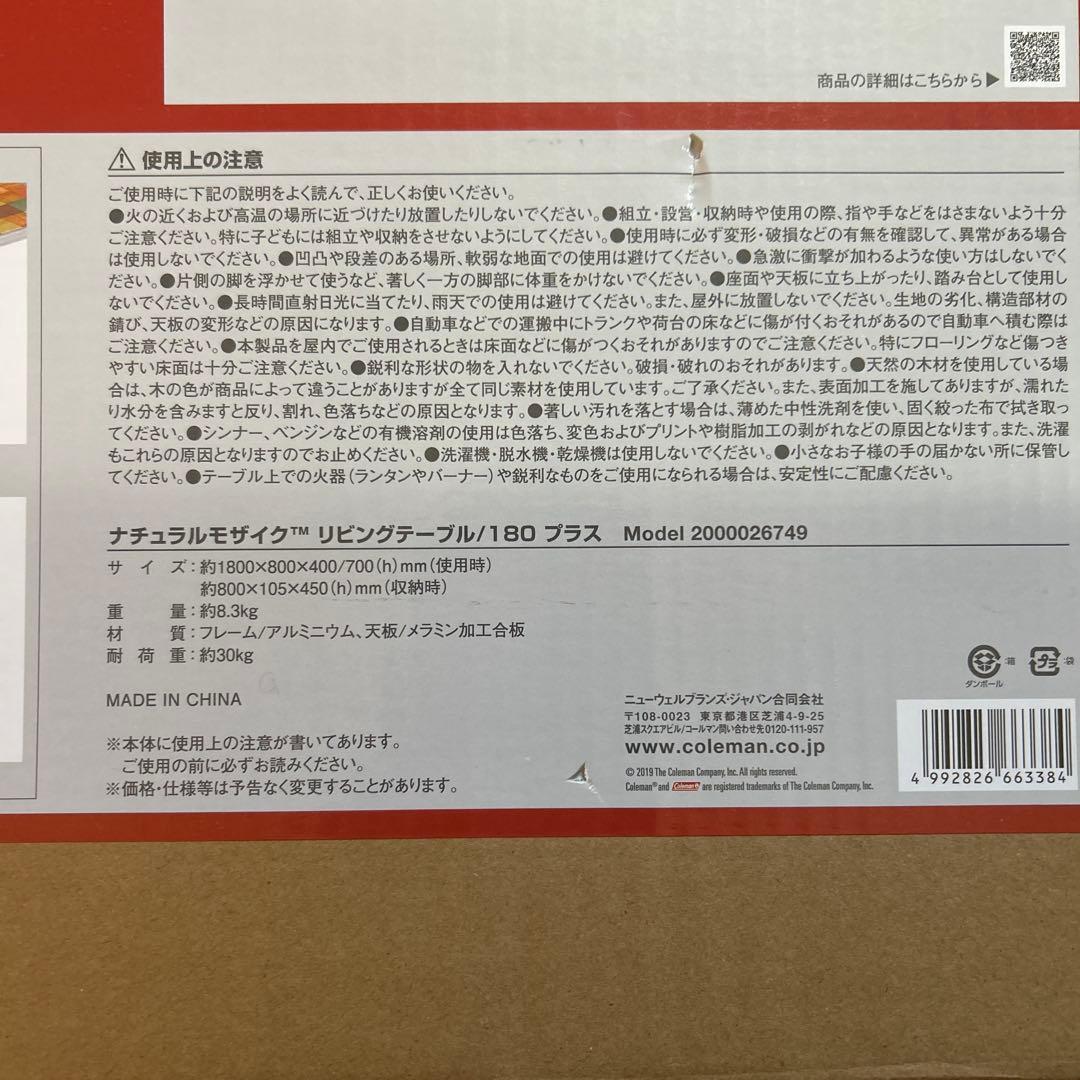 商品の詳細はこちらから▶
⚠ 使用上の注意
ご使用時に下記の説明をよく読んで、正しくお使いください。
●火の近くおよび高温の場所に近づけたり放置したりしないでください。●組立・設営・収納時や使用の際、指や手などをはさまないよう十分
ご注意ください。特に子どもには組立や収納をさせないようにしてください。●使用時に必ず変形・破損などの有無を確認して、異常がある場合
は使用しないでください。●凹凸や段差のある場所、軟弱な地面での使用は避けてください。●急激に衝撃が加わるような使い方はしないでく
ださい。●片側の脚を浮かせて使うなど、著しく一方の脚部に体重をかけないでください。●座面や天板に立ち上がったり、踏み台として使用し
ないでください。●長時間直射日光に当てたり、雨天での使用は避けてください。また、屋外に放置しないでください。生地の劣化、構造部材の
錆び、天板の変形などの原因になります。●自動車などでの運搬中にトランクや荷台の床などに傷が付くおそれがあるので自動車へ積む際は
ご注意ください。●本製品を屋内でご使用されるときは床面などに傷がつくおそれがありますのでご注意ください。特にフローリングなど傷つき
やすい床面は十分ご注意ください。●鋭利な形状の物を入れないでください。破損・破れのおそれがあります。●天然の木材を使用している場
合は、木の色が商品によって違うことがありますが全て同じ素材を使用しています。ご了承ください。また、表面加工を施してありますが、濡れた
り水分を含みますと反り、割れ、色落ちなどの原因となります。●著しい汚れを落とす場合は、薄めた中性洗剤を使い、固く絞った布で拭き取っ
てください。●シンナー、ベンジンなどの有機溶剤の使用は色落ち、変色およびプリントや樹脂加工の剥がれなどの原因となります。また、洗濯
もこれらの原因となりますのでお止めください。●洗濯機・脱水機・乾燥機は使用しないでください。●小さなお子様の手の届かない所に保管し
てください。●テーブル上での火器(ランタンやバーナー)や鋭利なものをご使用になられる場合は、安定性にご配慮ください。
ナチュラルモザイク™ リビングテーブル/180 プラス Model 2000026749
サイズ：約1800×800×400/700(h)mm(使用時)
約800×105×450(h)mm(収納時)
重量：約8.3kg
材質：フレーム/アルミニウム、天板/メラミン加工合板
耐荷重：約30kg
MADE IN CHINA
※本体に使用上の注意が書いてあります。
ご使用の前に必ずお読みください。
※価格・仕様等は予告なく変更することがあります。
ダンボール
：箱
プラ
：袋
ニューウェルブランズ・ジャパン合同会社
〒108-0023 東京都港区芝浦4-9-25
芝浦スクエアビル/コールマン問い合わせ先0120-111-957
www.coleman.co.jp
© 2019 The Coleman Company, Inc. All rights reserved.
Coleman® and Coleman® are registered trademarks of The Coleman Company, Inc.
4 992826 663384